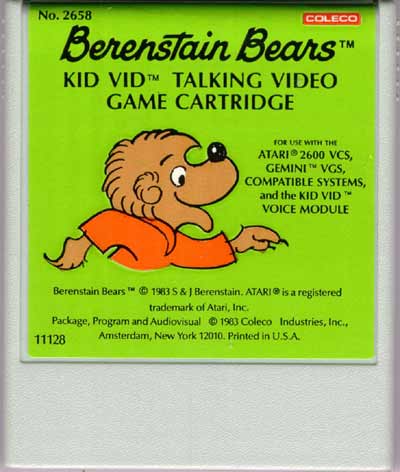 No. 2658
COLECO
Berenstain Bears™
KID VID™ TALKING VIDEO
GAME CARTRIDGE
FOR USE WITH THE
ATARI® 2600 VCS,
GEMINI™ VGS,
COMPATIBLE SYSTEMS,
and the KID VID™
VOICE MODULE
Berenstain Bears™ © 1983 S & J Berenstain. ATARI® is a registered
trademark of Atari, Inc.
Package, Program and Audiovisual © 1983 Coleco Industries, Inc.,
Amsterdam, New York 12010. Printed in U.S.A.
11128